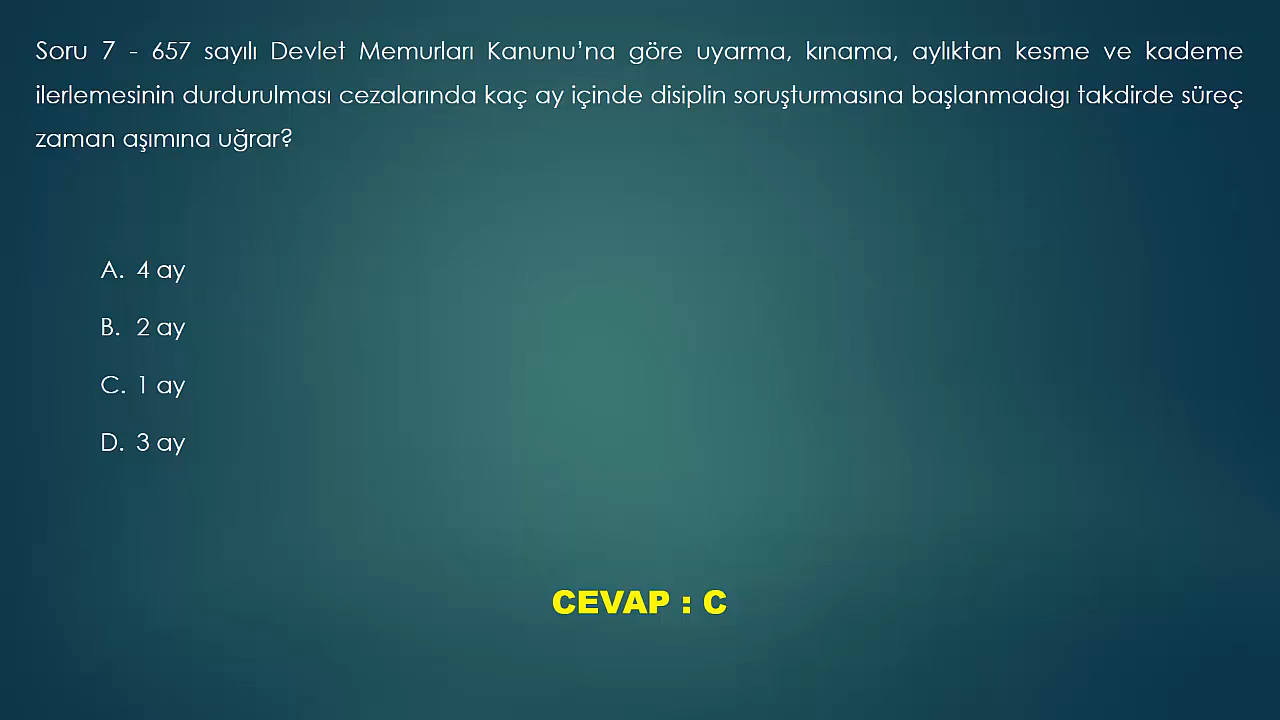 Soru 7 - 657 sayılı Devlet Memurları Kanunu’na göre uyarma, kınama, aylıktan kesme ve kademe
ilerlemesinin durdurulması cezalarında kaç ay içinde disiplin soruşturmasına başlanmadıgı takdirde süreç
zaman aşımına uğrar?
A. 4 ay
B. 2 ay
C. 1 ay
D. 3 ay
CEVAP : C